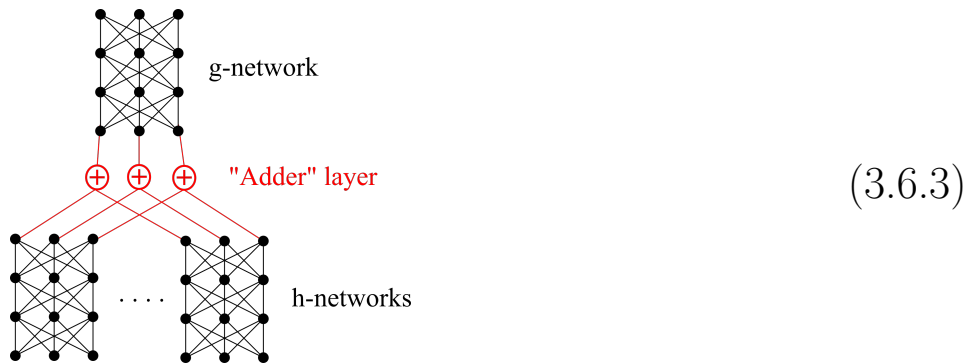 g-network
"Adder" layer
(3.6.3)
. . . .
h-networks